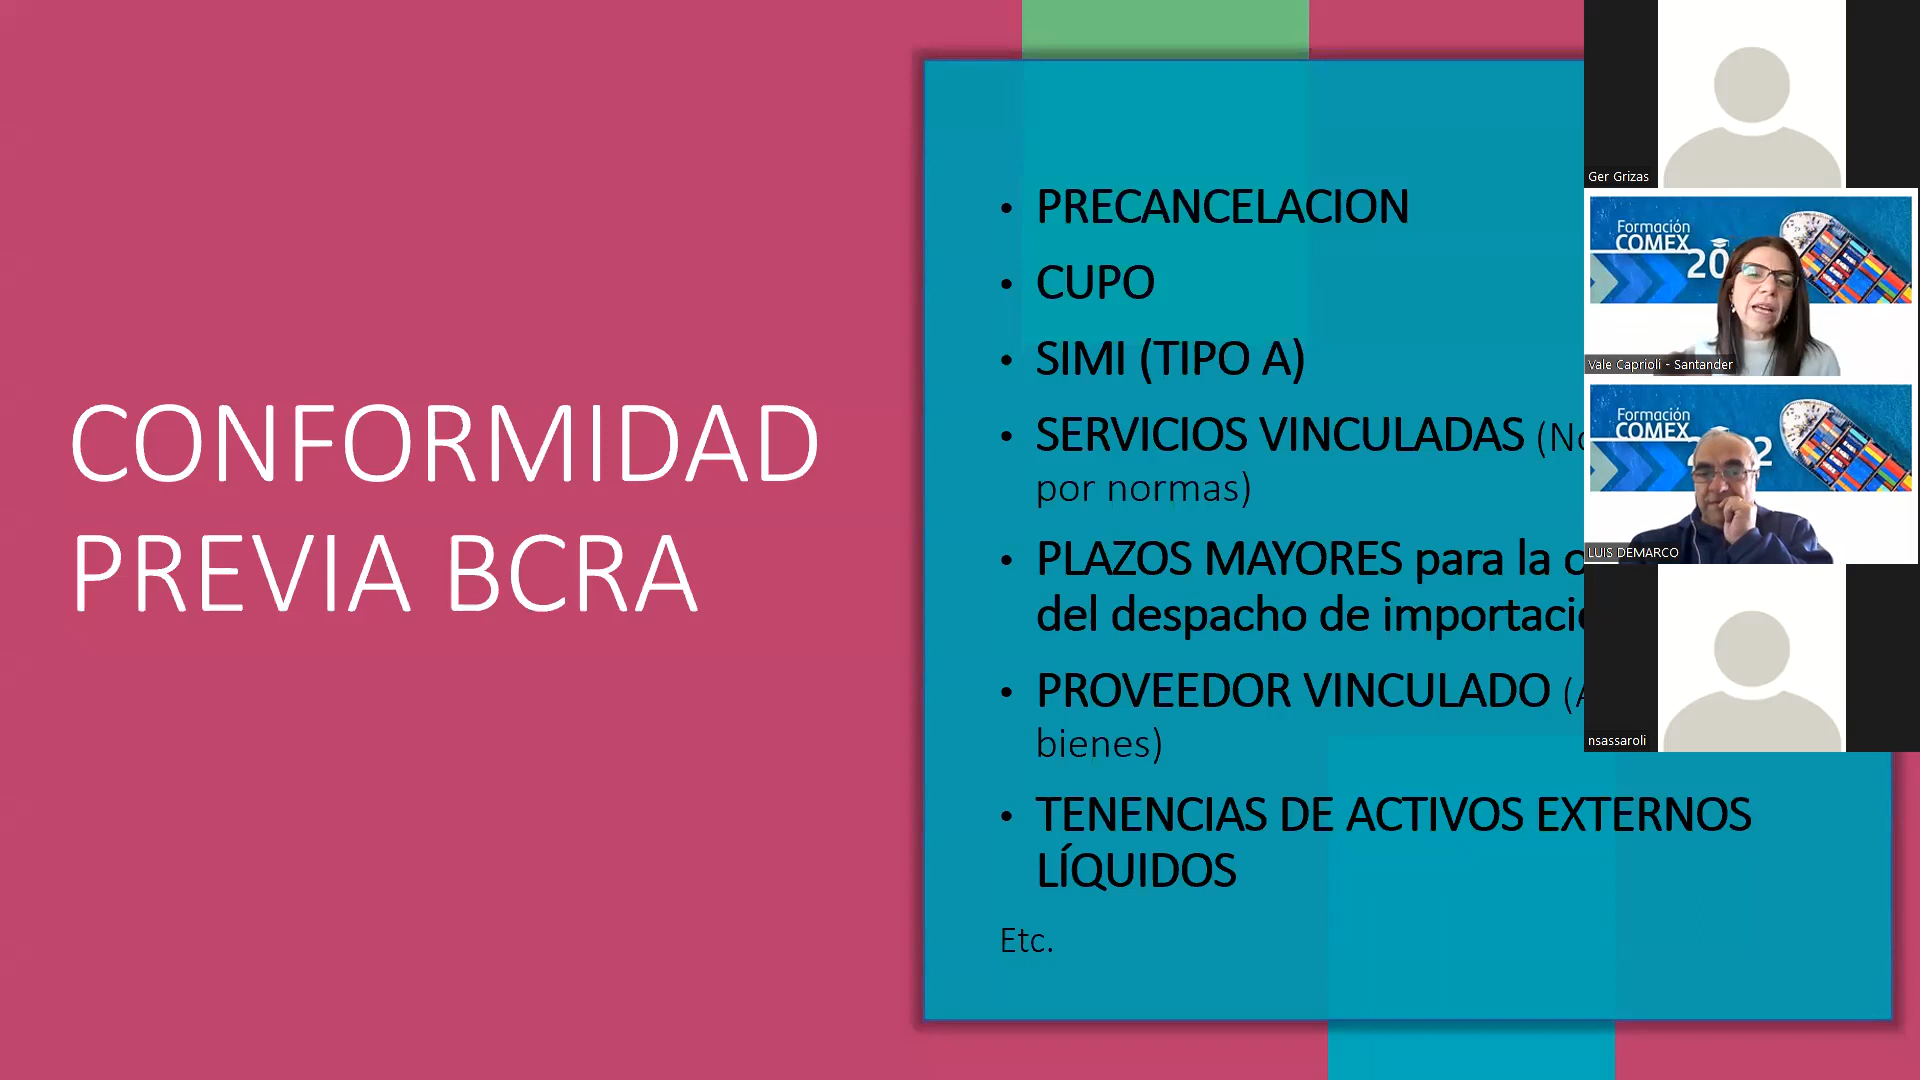 CONFORMIDAD
PREVIA BCRA
• PRECANCELACION
• CUPO
• SIMI (TIPO A)
• SERVICIOS VINCULADAS
por normas)
• PLAZOS MAYORES para la
del despacho de
• PROVEEDOR VINCULADO
bienes)
• TENENCIAS DE ACTIVOS EXTERNOS
LÍQUIDOS
Etc.
Ger Grizas
Formación
COMEX
20
Vale Caprioli - Santander
Formación
COMEX
LUIS DEMARCO
nsassaroli